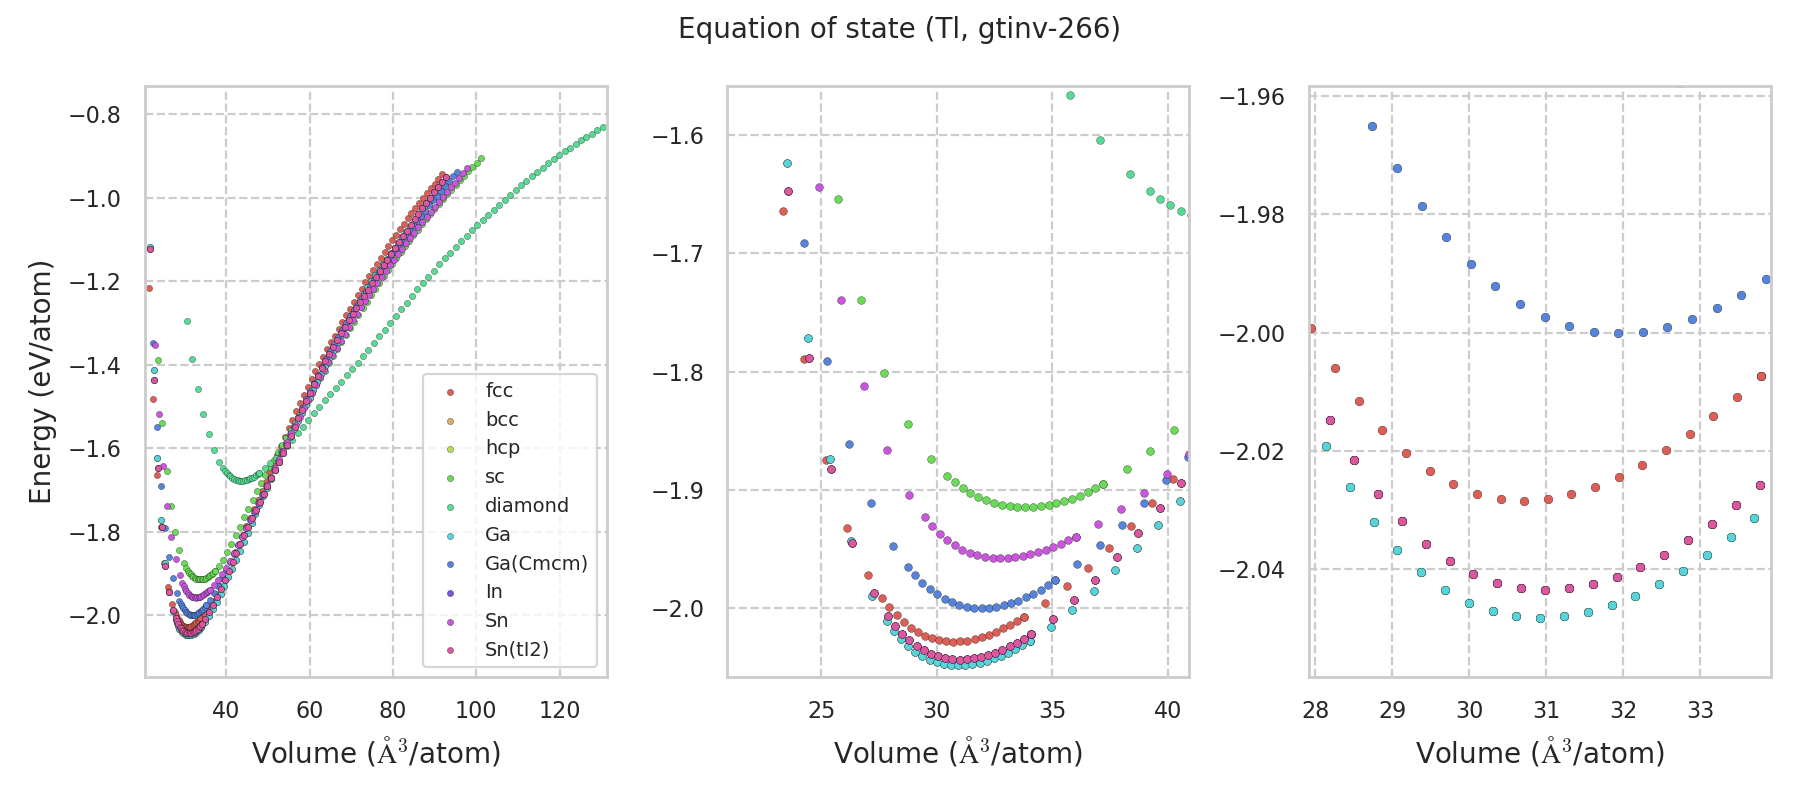 Equation of state (Tl, gtinv-266)
Energy (eV/atom)
−0.8
−1.0
−1.2
−1.4
−1.6
−1.8
−2.0
40 60 80 100 120
Volume (Å³/atom)
fcc
bcc
hcp
sc
diamond
Ga
Ga(Cmcm)
In
Sn
Sn(tI2)
−1.6
−1.7
−1.8
−1.9
−2.0
25 30 35 40
Volume (Å³/atom)
−1.96
−1.98
−2.00
−2.02
−2.04
28 29 30 31 32 33
Volume (Å³/atom)